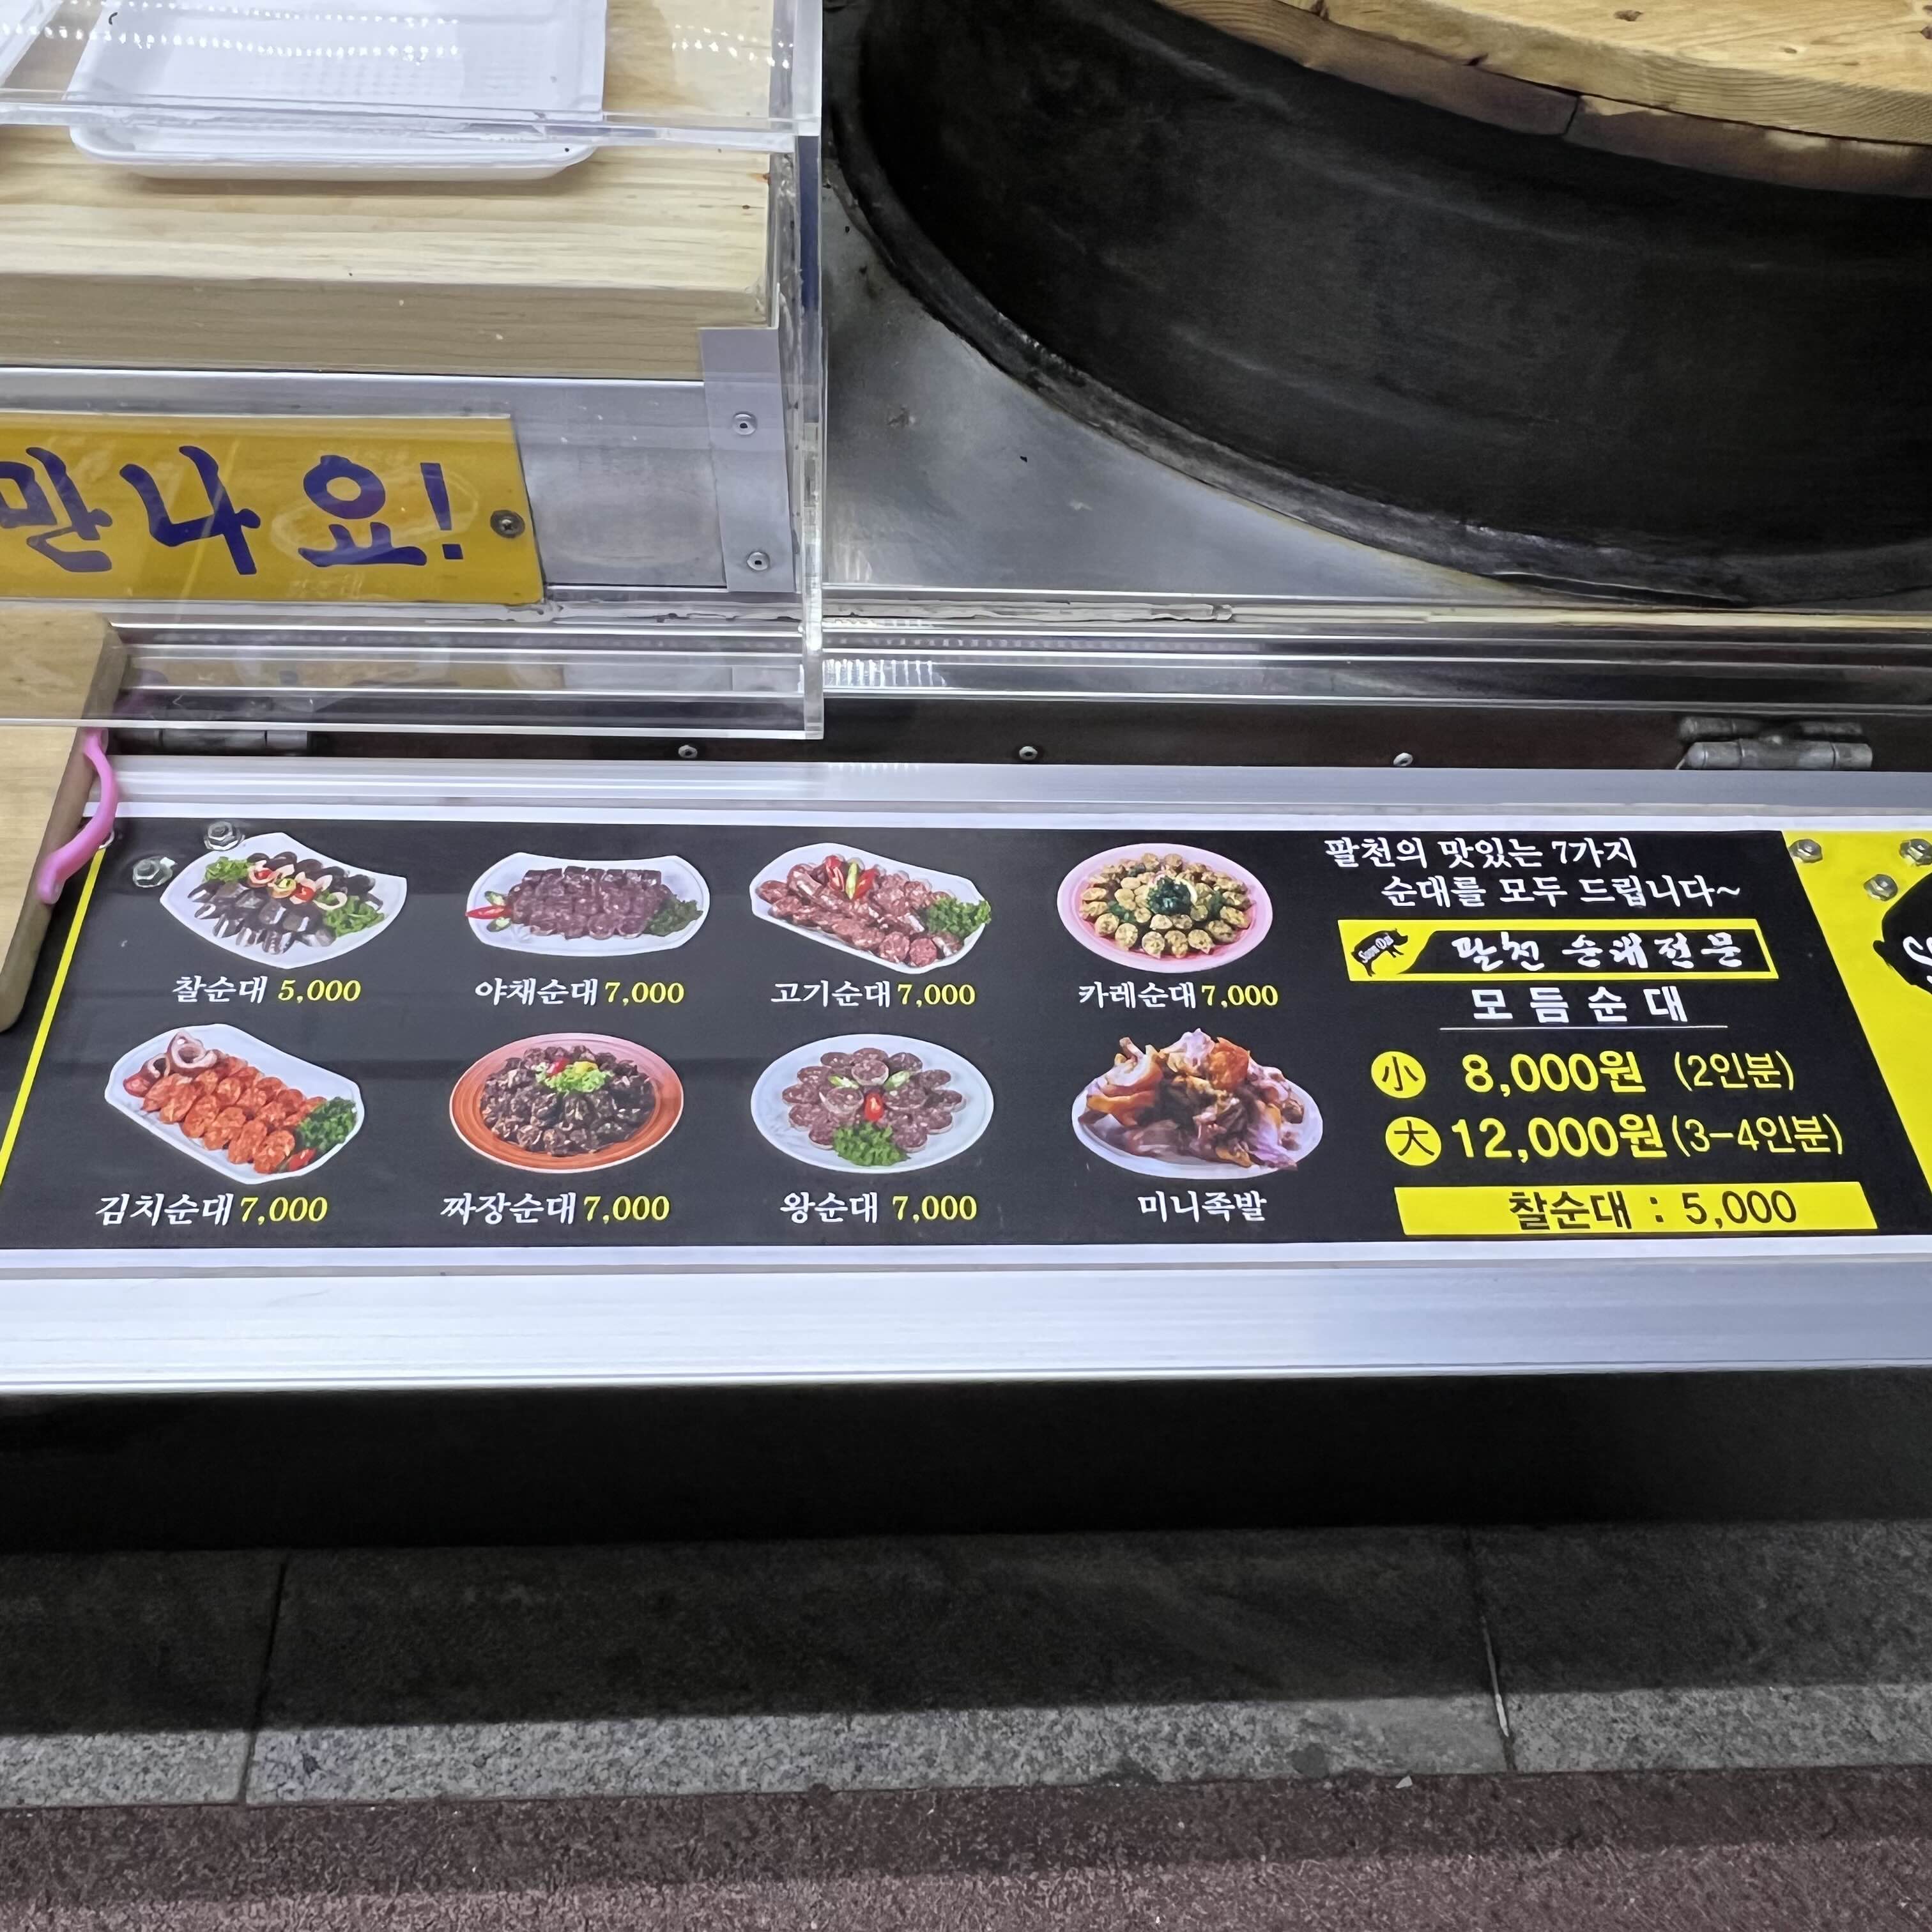 맏나요!
찰순대 5,000
야채순대 7,000
고기순대 7,000
카레순대 7,000
김치순대 7,000
짜장순대 7,000
왕순대 7,000
미니족발
팔천의 맛있는 7가지
순대를 모두 드립니다~
팔천 순대전문
모듬순대
小 8,000원 (2인분)
大 12,000원 (3-4인분)
찰순대 : 5,000